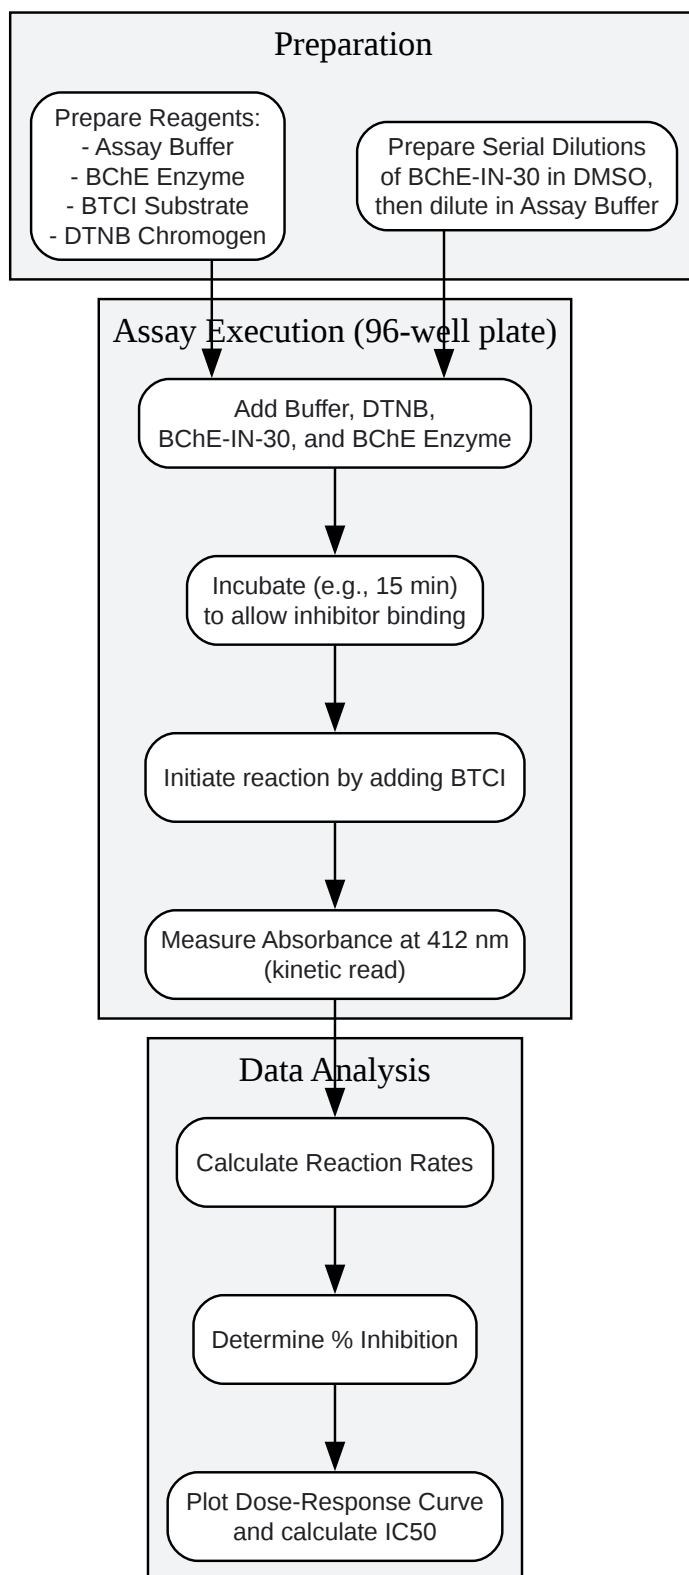 Preparation
Prepare Reagents:
- Assay Buffer
- BChE Enzyme
- BTCI Substrate
- DTNB Chromogen
Prepare Serial Dilutions
of BChE-IN-30 in DMSO,
then dilute in Assay Buffer
Assay Execution (96-well plate)
Add Buffer, DTNB,
BChE-IN-30, and BChE Enzyme
Incubate (e.g., 15 min)
to allow inhibitor binding
Initiate reaction by adding BTCI
Measure Absorbance at 412 nm
(kinetic read)
Data Analysis
Calculate Reaction Rates
Determine % Inhibition
Plot Dose-Response Curve
and calculate IC50